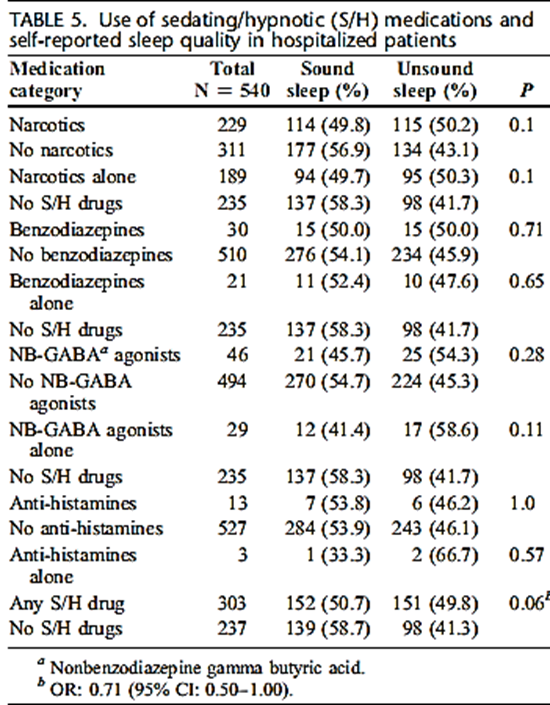 TABLE 5. Use of sedating/hypnotic (S/H) medications and
self-reported sleep quality in hospitalized patients
Medication category Total N = 540 Sound sleep (%) Unsound sleep (%) P
Narcotics 229 114 (49.8) 115 (50.2) 0.1
No narcotics 311 177 (56.9) 134 (43.1)
Narcotics alone 189 94 (49.7) 95 (50.3) 0.1
No S/H drugs 235 137 (58.3) 98 (41.7)
Benzodiazepines 30 15 (50.0) 15 (50.0) 0.71
No benzodiazepines 510 276 (54.1) 234 (45.9)
Benzodiazepines 21 11 (52.4) 10 (47.6) 0.65
alone
No S/H drugs 235 137 (58.3) 98 (41.7)
NB-GABAa agonists 46 21 (45.7) 25 (54.3) 0.28
No NB-GABA 494 270 (54.7) 224 (45.3)
agonists
NB-GABA agonists 29 12 (41.4) 17 (58.6) 0.11
alone
No S/H drugs 235 137 (58.3) 98 (41.7)
Anti-histamines 13 7 (53.8) 6 (46.2) 1.0
No anti-histamines 527 284 (53.9) 243 (46.1)
Anti-histamines 3 1 (33.3) 2 (66.7) 0.57
alone
Any S/H drug 303 152 (50.7) 151 (49.8) 0.06b
No S/H drugs 237 139 (58.7) 98 (41.3)
a Nonbenzodiazepine gamma butyric acid.
b OR: 0.71 (95% CI: 0.50–1.00).